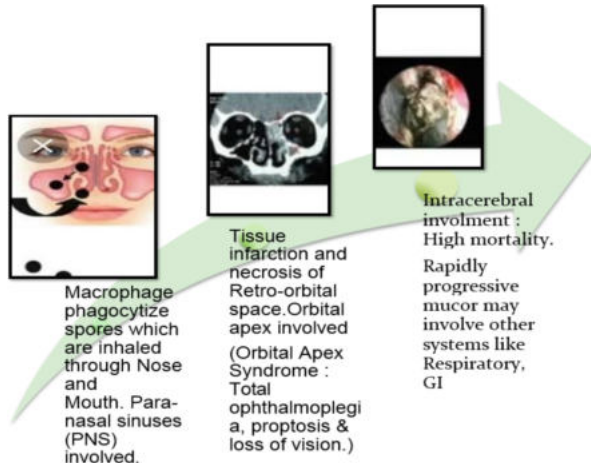 Macrophage
phagocytize
spores which
are inhaled
through Nose
and
Mouth. Para-
nasal sinuses
(PNS)
involved.
Tissue
infarction and
necrosis of
Retro-orbital
space.Orbital
apex involved
(Orbital Apex
Syndrome :
Total
ophthalmoplegi
a, proptosis &
loss of vision.)
Intracerebral
involment :
High mortality.
Rapidly
progressive
mucor may
involve other
systems like
Respiratory,
GI